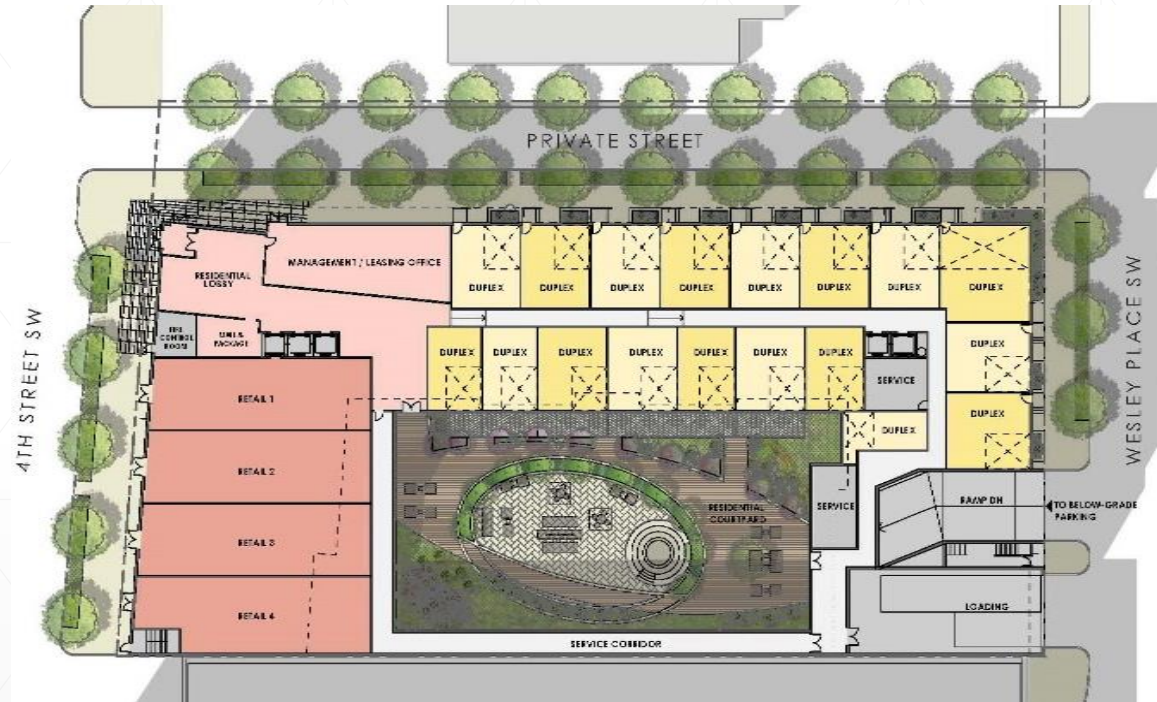 PRIVATE STREET
MANAGEMENT / LEASING OFFICE
RESIDENTIAL
LOBBY
DUPLEX
DUPLEX
DUPLEX
DUPLEX
DUPLEX
DUPLEX
DUPLEX
DUPLEX
FIRE
CONTROL
ROOM
MAIL &
PACKAGE
DUPLEX
DUPLEX
DUPLEX
DUPLEX
DUPLEX
DUPLEX
DUPLEX
DUPLEX
SERVICE
RETAIL 1
DUPLEX
DUPLEX
4TH STREET SW
WESLEY PLACE SW
RETAIL 2
RESIDENTIAL
COURTYARD
SERVICE
RAMP DN
TO BELOW-GRADE
PARKING
RETAIL 3
RETAIL 4
LOADING
SERVICE CORRIDOR